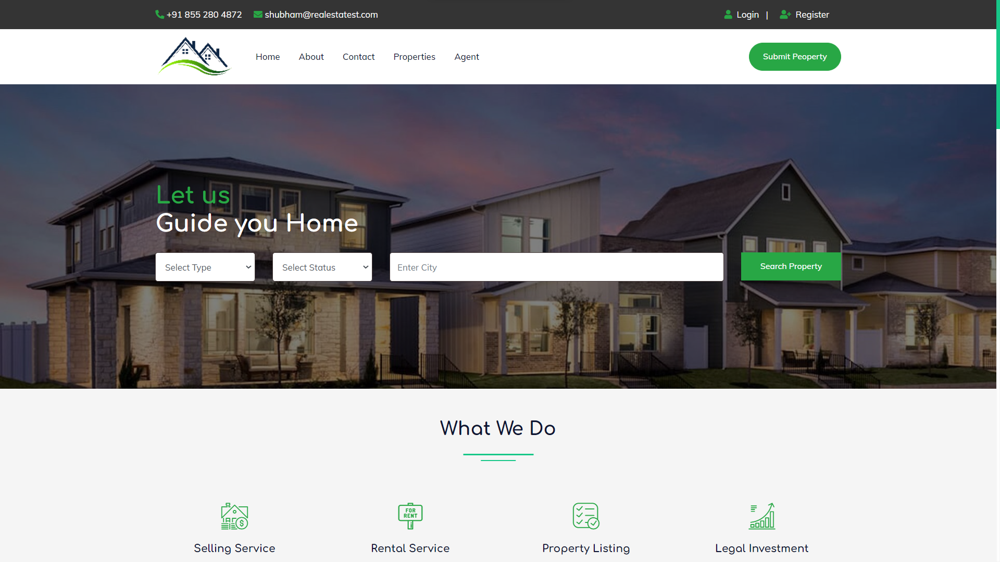 +91 855 280 4872
shubham@realestatest.com
Login |
Register
Home
About
Contact
Properties
Agent
Submit Peoperty
Let us
Guide you Home
Select Type
Select Status
Enter City
Search Property
What We Do
FOR
RENT
Selling Service
Rental Service
Property Listing
Legal Investment